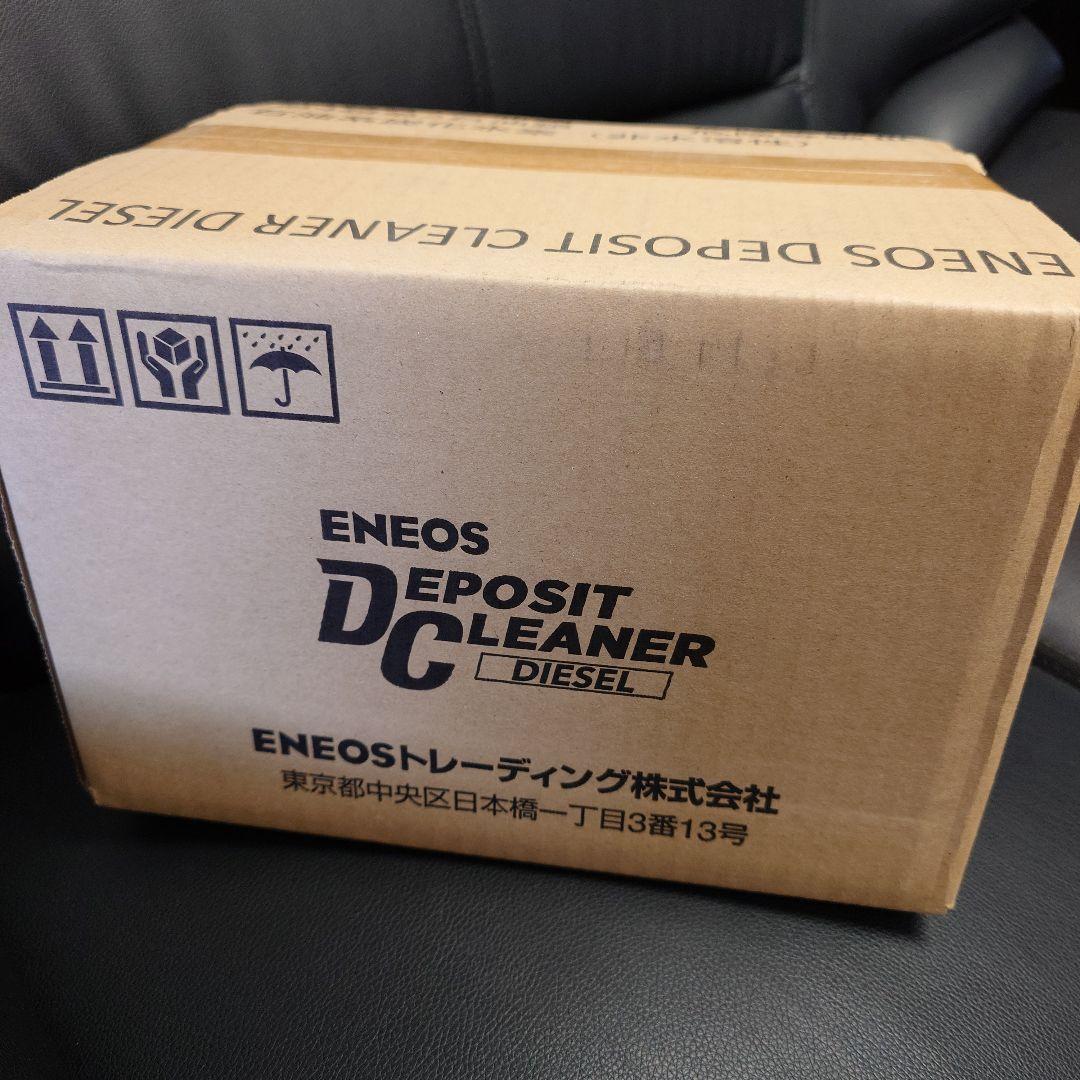 ENEOS DEPOSIT CLEANER DIESEL
ENEOS
DEPOSIT
CLEANER
DIESEL
ENEOSトレーディング株式会社
東京都中央区日本橋一丁目3番13号